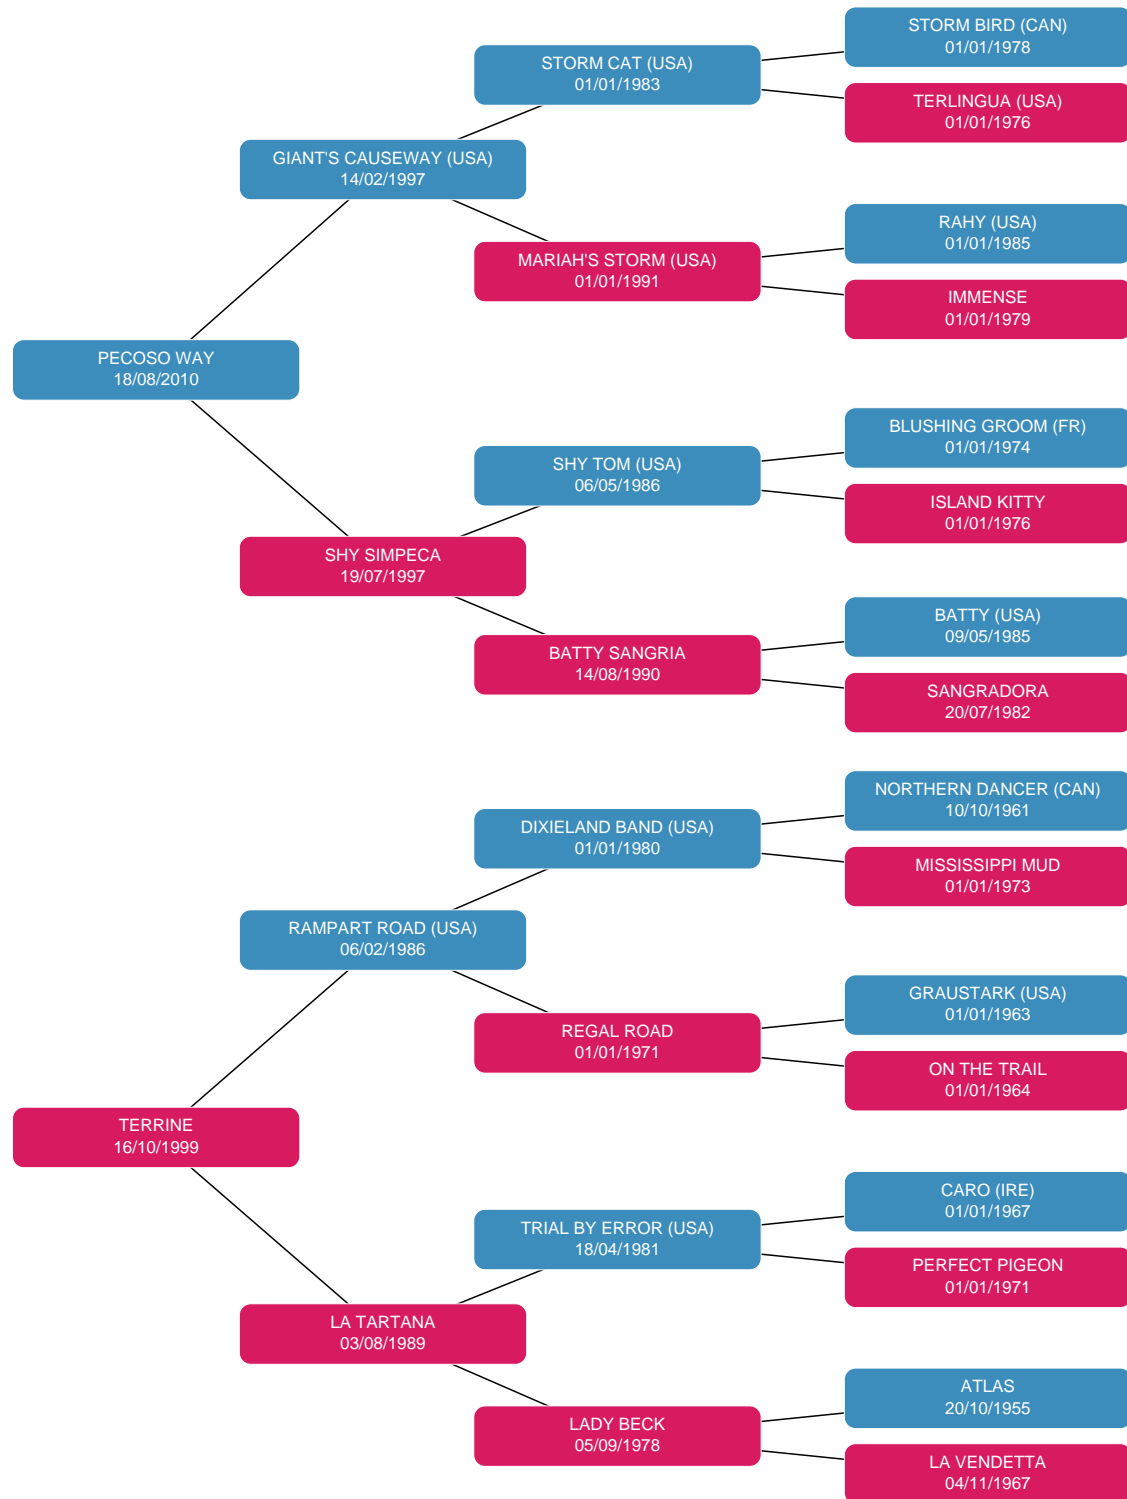 STORM BIRD (CAN)
01/01/1978
STORM CAT (USA)
01/01/1983
TERLINGUA (USA)
01/01/1976
GIANT'S CAUSEWAY (USA)
14/02/1997
RAHY (USA)
01/01/1985
MARIAH'S STORM (USA)
01/01/1991
IMMENSE
01/01/1979
PECOSO WAY
18/08/2010
BLUSHING GROOM (FR)
01/01/1974
SHY TOM (USA)
06/05/1986
ISLAND KITTY
01/01/1976
SHY SIMPECA
19/07/1997
BATTY (USA)
09/05/1985
BATTY SANGRIA
14/08/1990
SANGRADORA
20/07/1982
NORTHERN DANCER (CAN)
10/10/1961
DIXIELAND BAND (USA)
01/01/1980
MISSISSIPPI MUD
01/01/1973
RAMPART ROAD (USA)
06/02/1986
GRAUSTARK (USA)
01/01/1963
REGAL ROAD
01/01/1971
ON THE TRAIL
01/01/1964
TERRINE
16/10/1999
CARO (IRE)
01/01/1967
TRIAL BY ERROR (USA)
18/04/1981
PERFECT PIGEON
01/01/1971
LA TARTANA
03/08/1989
ATLAS
20/10/1955
LADY BECK
05/09/1978
LA VENDETTA
04/11/1967